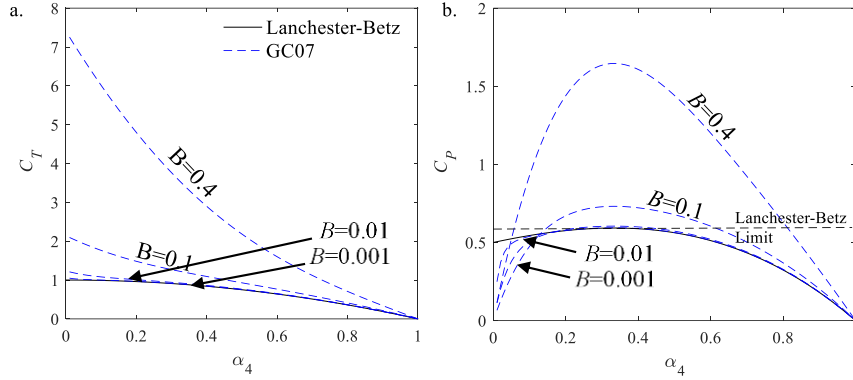 a.
8
7
6
5
4
3
2
1
0
C_T
Lanchester-Betz
GC07
B=0.4
B=0.1
B=0.01
B=0.001
0
0.2
0.4
0.6
0.8
1
α_4
b.
2
1.5
1
0.5
0
C_P
B=0.4
B=0.1
Lanchester-Betz
Limit
B=0.01
B=0.001
0
0.2
0.4
0.6
0.8
α_4